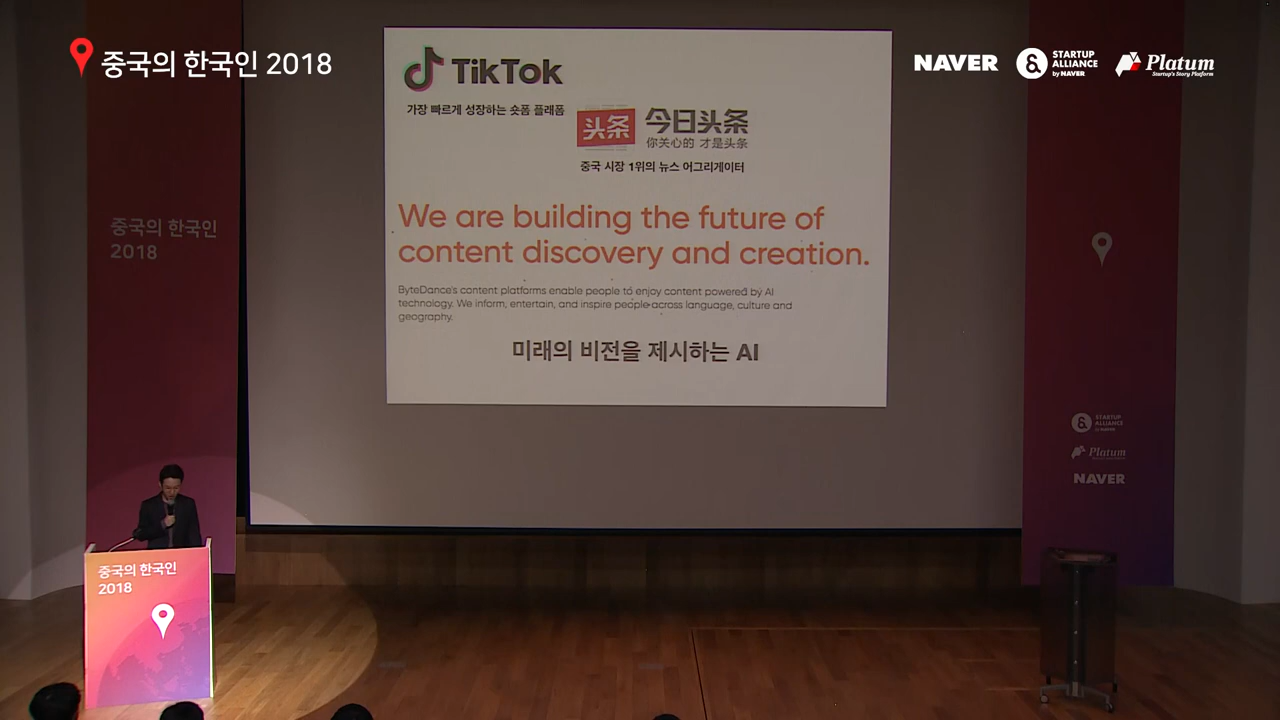 중국의 한국인 2018
NAVER
STARTUP
ALLIANCE
by NAVER
Platum
Startup's Story Platform
TikTok
가장 빠르게 성장하는 숏폼 플래폼
头条
今日头条
你关心的 才是头条
중국 시장 1위의 뉴스 어그리게이터
We are building the future of
content discovery and creation.
ByteDance's content platforms enable people to enjoy content powered by AI
technology. We inform, entertain, and inspire people across language, culture and
geography.
미래의 비전을 제시하는 AI
중국의 한국인
2018
STARTUP
ALLIANCE
by NAVER
Platum
NAVER
중국의 한국인
2018